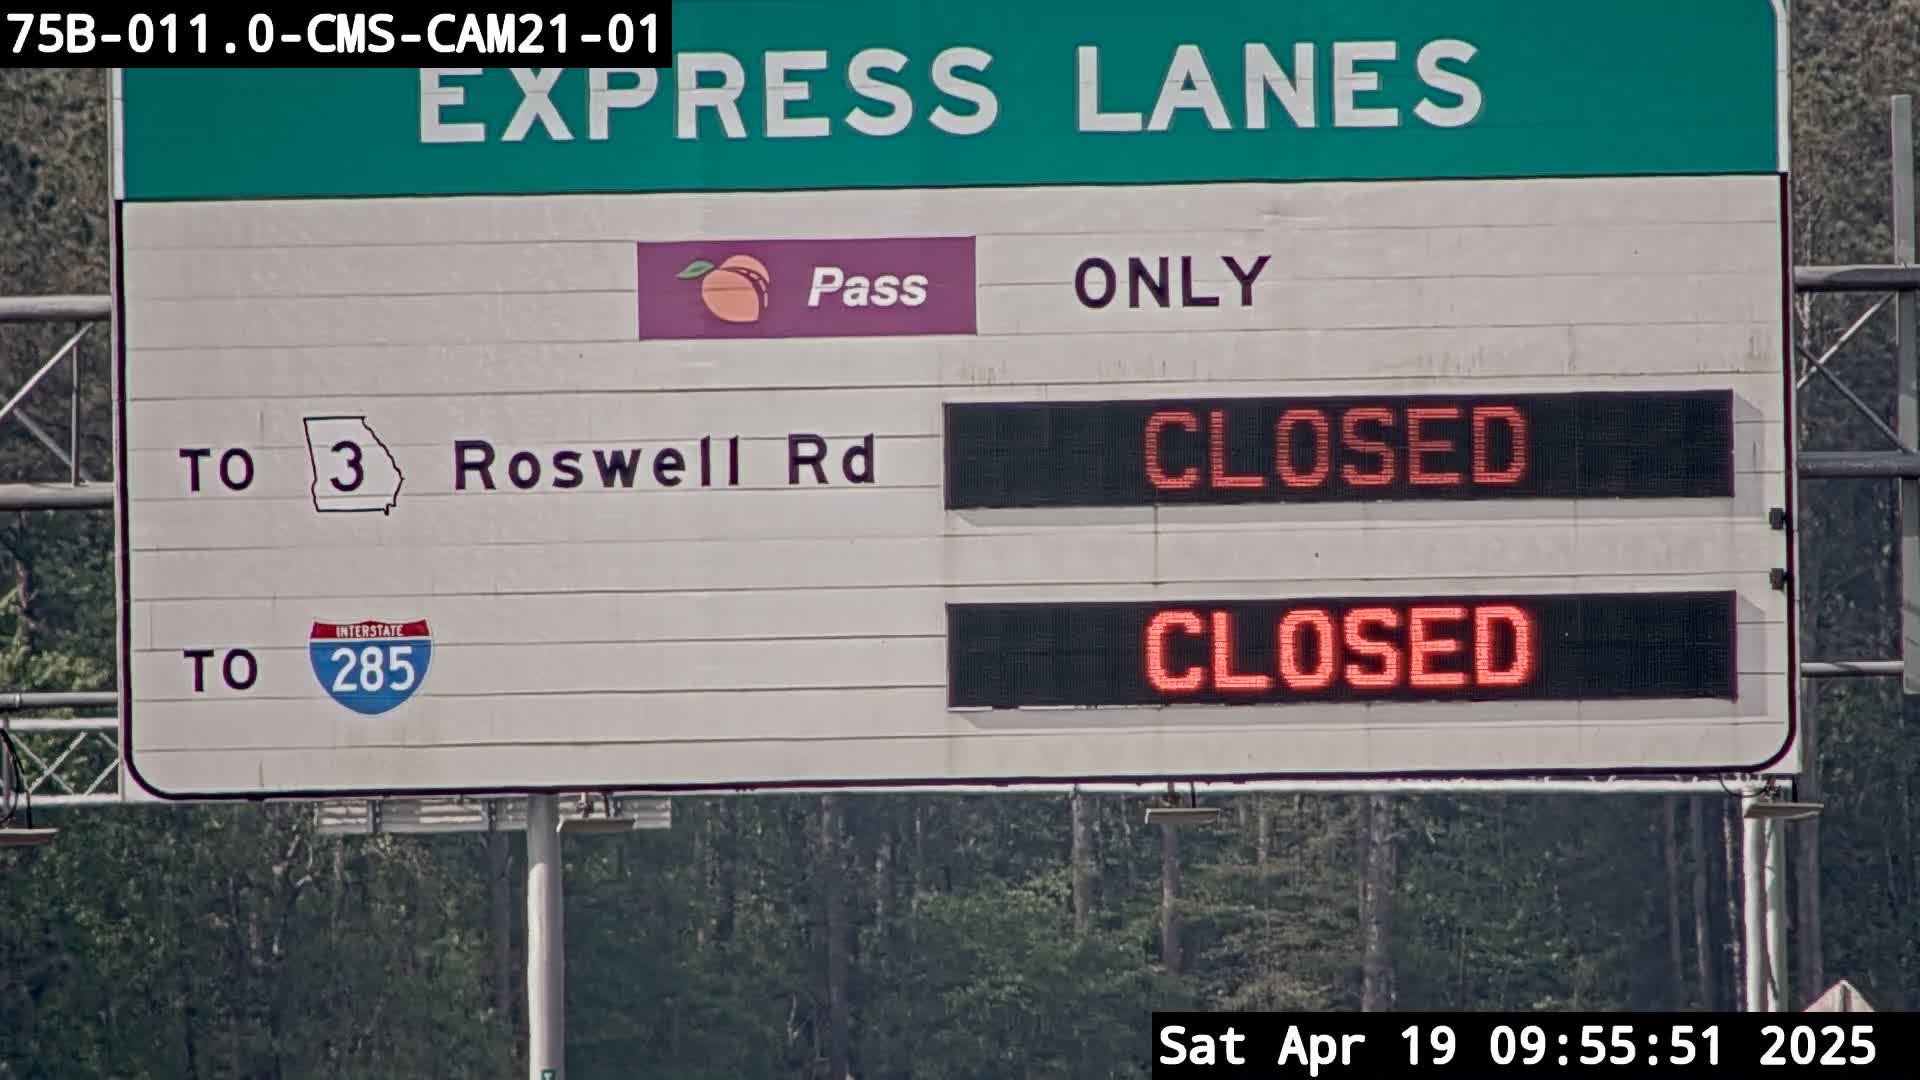 75B-011.0-CMS-CAM21-01
EXPRESS LANES
Pass ONLY
TO 3 Roswell Rd CLOSED
INTERSTATE
TO 285 CLOSED
Sat Apr 19 09:55:51 2025